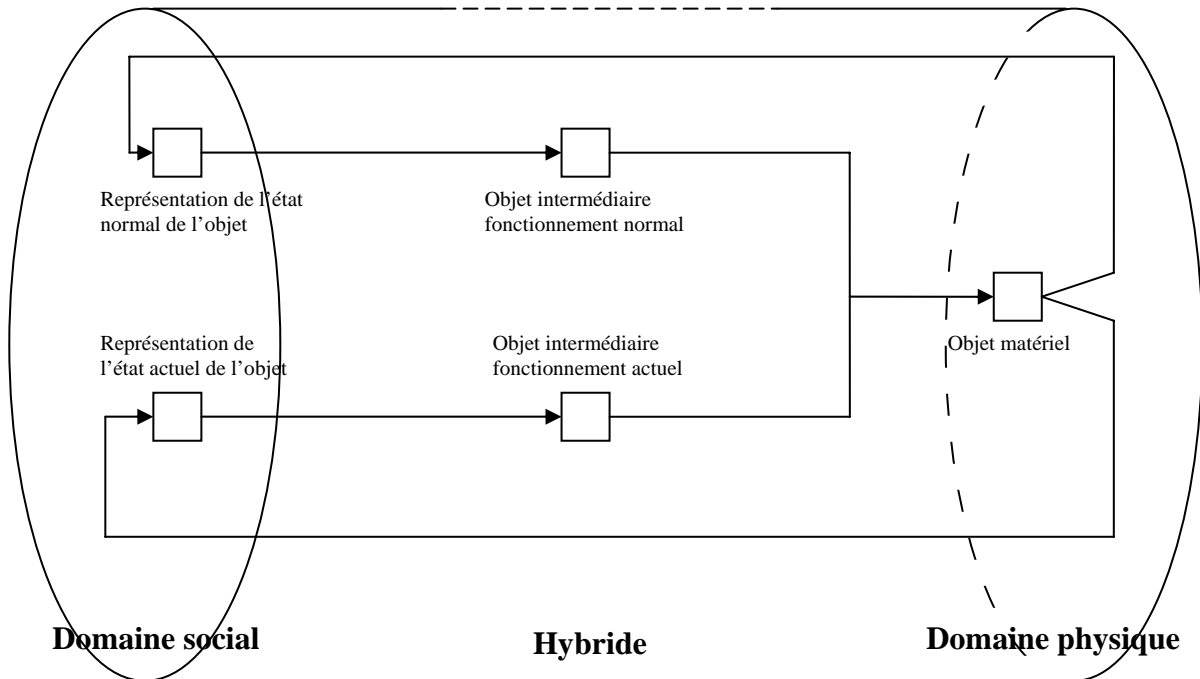 Représentation de l’état
normal de l’objet
Objet intermédiaire
fonctionnement normal
Représentation de
l’état actuel de l’objet
Objet intermédiaire
fonctionnement actuel
Objet matériel
Domaine social
Hybride
Domaine physique